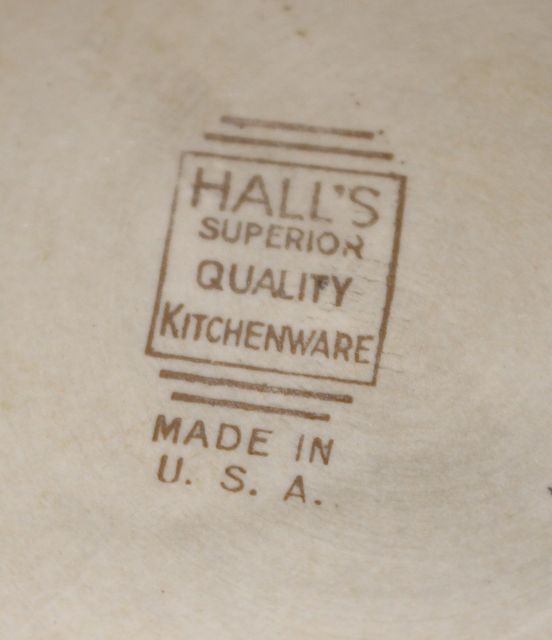 HALL'S
SUPERIOR
QUALITY
KITCHENWARE
MADE IN
U. S. A.